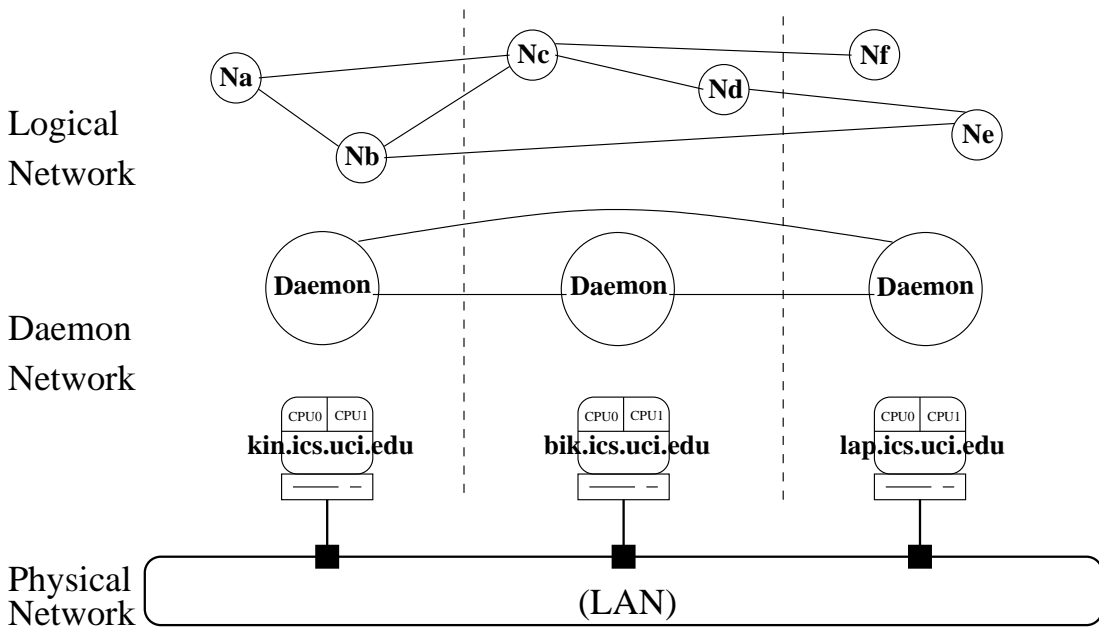 Na
Nc
Nf
Nd
Nb
Ne
Logical
Network
Daemon
Daemon
Daemon
Daemon
Network
CPU0 CPU1
kin.ics.uci.edu
CPU0 CPU1
bik.ics.uci.edu
CPU0 CPU1
lap.ics.uci.edu
Physical
Network
(LAN)